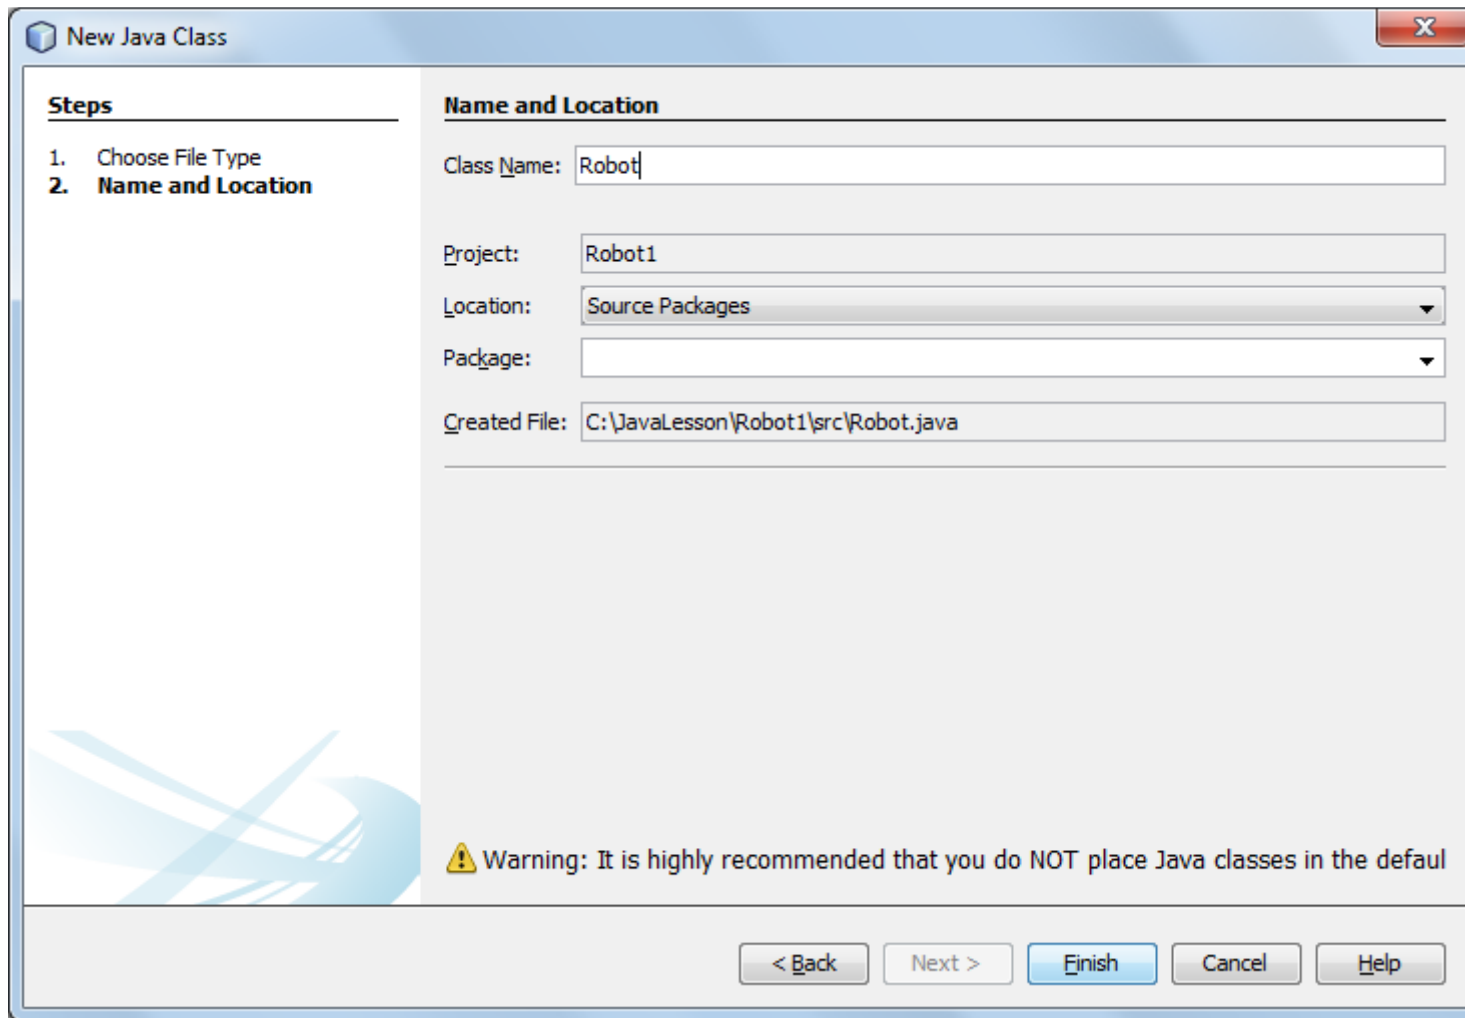 New Java Class
Steps
1. Choose File Type
2. Name and Location
Name and Location
Class Name: Robot
Project: Robot1
Location: Source Packages
Package:
Created File: C:\JavaLesson\Robot1\src\Robot.java
Warning: It is highly recommended that you do NOT place Java classes in the defaul
< Back Next > Finish Cancel Help